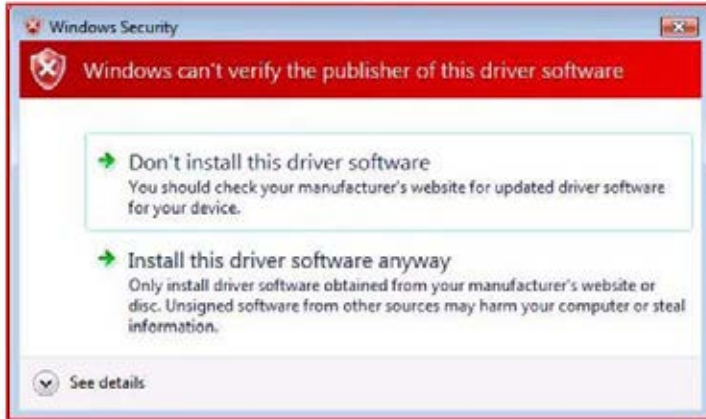 Windows Security
Windows can't verify the publisher of this driver software
Don't install this driver software
You should check your manufacturer's website for updated driver software
for your device.
Install this driver software anyway
Only install driver software obtained from your manufacturer's website or
disc. Unsigned software from other sources may harm your computer or steal
information.
See details